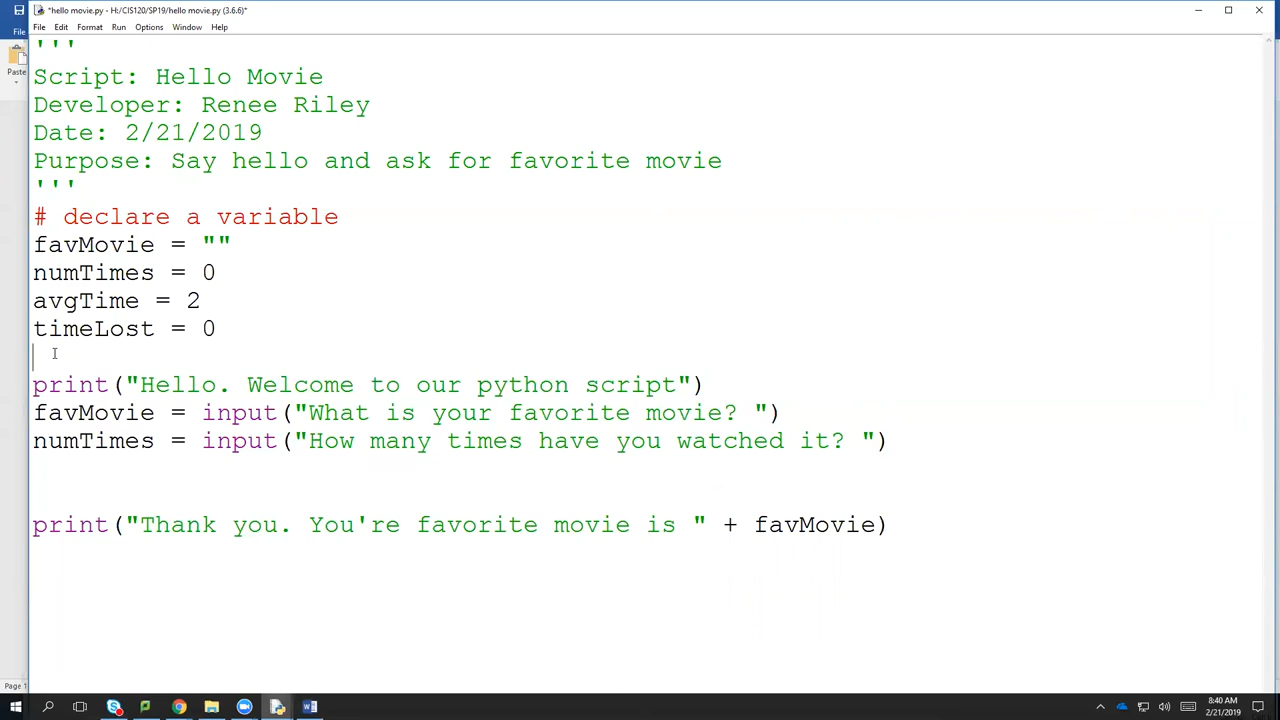 *hello movie.py - H:/CIS120/SP19/hello movie.py (3.6.6)*
File
File Edit Format Run Options Window Help
'''
Script: Hello Movie
Paste
Developer: Renee Riley
Date: 2/21/2019
Purpose: Say hello and ask for favorite movie
'''
# declare a variable
favMovie = ""
numTimes = 0
avgTime = 2
timeLost = 0
print("Hello. Welcome to our python script")
favMovie = input("What is your favorite movie? ")
numTimes = input("How many times have you watched it? ")
print("Thank you. You're favorite movie is " + favMovie)
Page 1
8:40 AM
2/21/2019